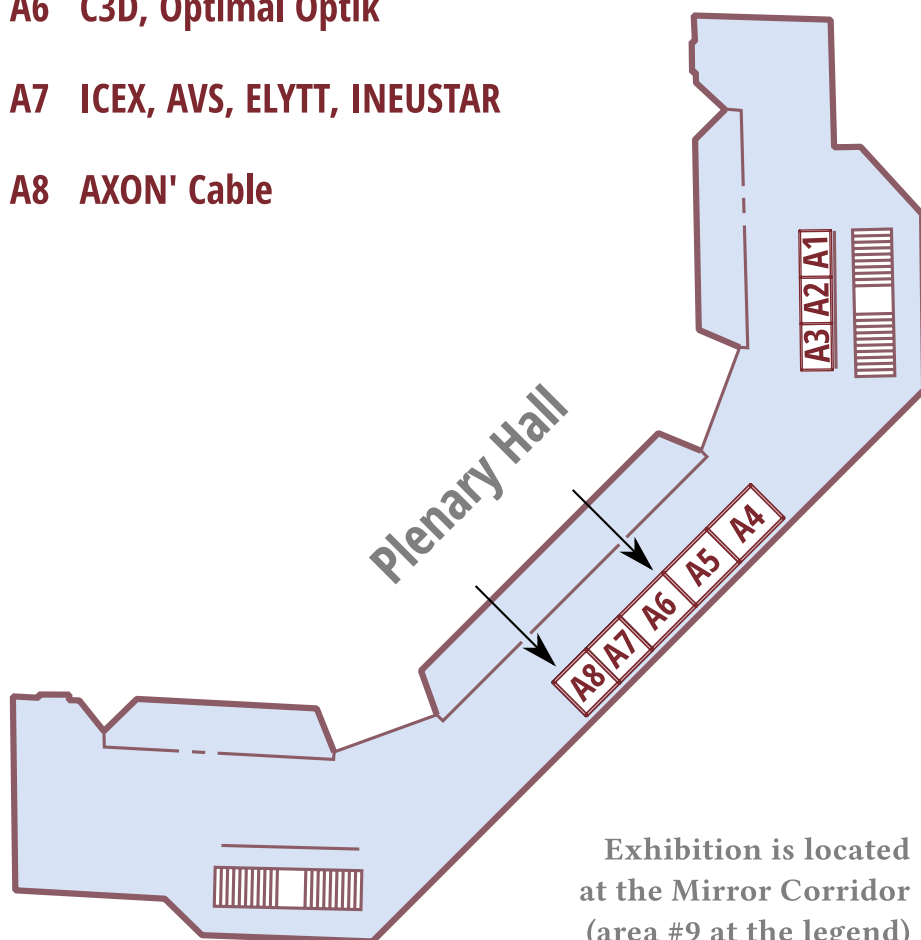 A6 C3D, Optimal Optik
A7 ICEX, AVS, ELYTT, INEUSTAR
A8 AXON' Cable
A1
A2
A3
Plenary Hall
A4
A5
A6
A7
A8
Exhibition is located
at the Mirror Corridor
(area #9 at the legend)